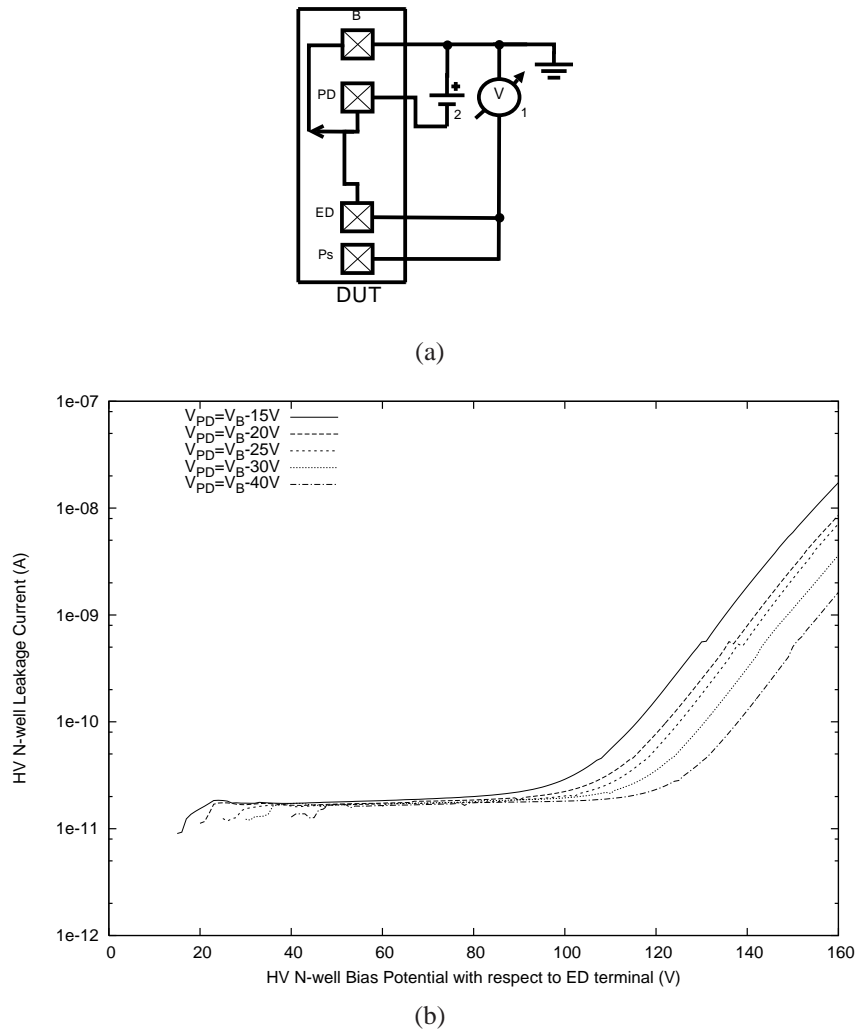 B
PD
+
V
2
1
ED
Ps
DUT
(a)
1e-07
V_PD=V_B-15V
V_PD=V_B-20V
V_PD=V_B-25V
V_PD=V_B-30V
V_PD=V_B-40V
1e-08
1e-09
1e-10
1e-11
1e-12
HV N-well Leakage Current (A)
0 20 40 60 80 100 120 140 160
HV N-well Bias Potential with respect to ED terminal (V)
(b)